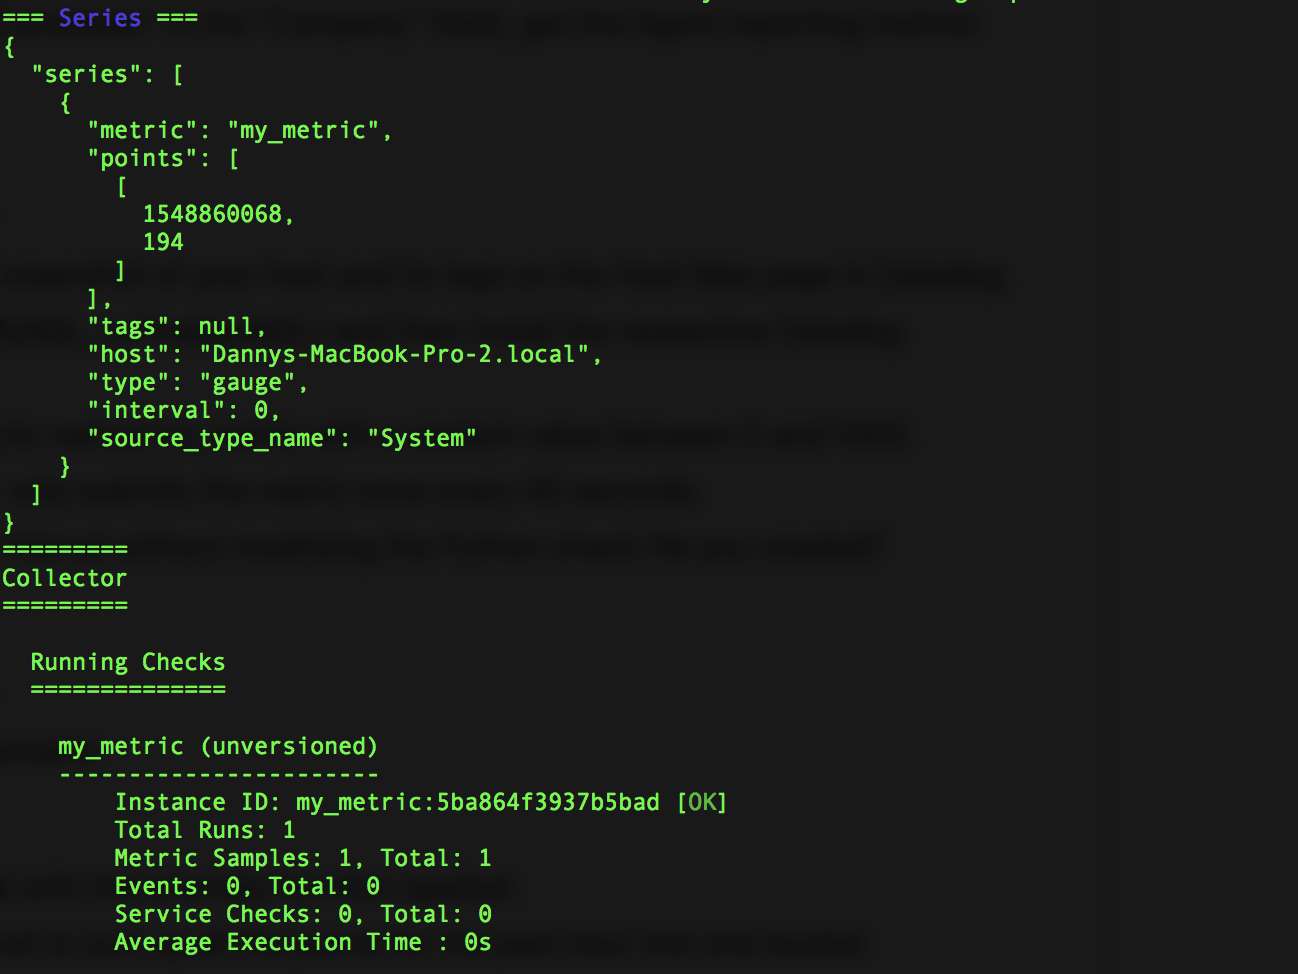 === Series ===
{
  "series": [
    {
      "metric": "my_metric",
      "points": [
        [
          1548860068,
          194
        ]
      ],
      "tags": null,
      "host": "Dannys-MacBook-Pro-2.local",
      "type": "gauge",
      "interval": 0,
      "source_type_name": "System"
    }
  ]
}
=========
Collector
=========

  Running Checks
  ==============

    my_metric (unversioned)
    -----------------------
        Instance ID: my_metric:5ba864f3937b5bad [OK]
        Total Runs: 1
        Metric Samples: 1, Total: 1
        Events: 0, Total: 0
        Service Checks: 0, Total: 0
        Average Execution Time : 0s